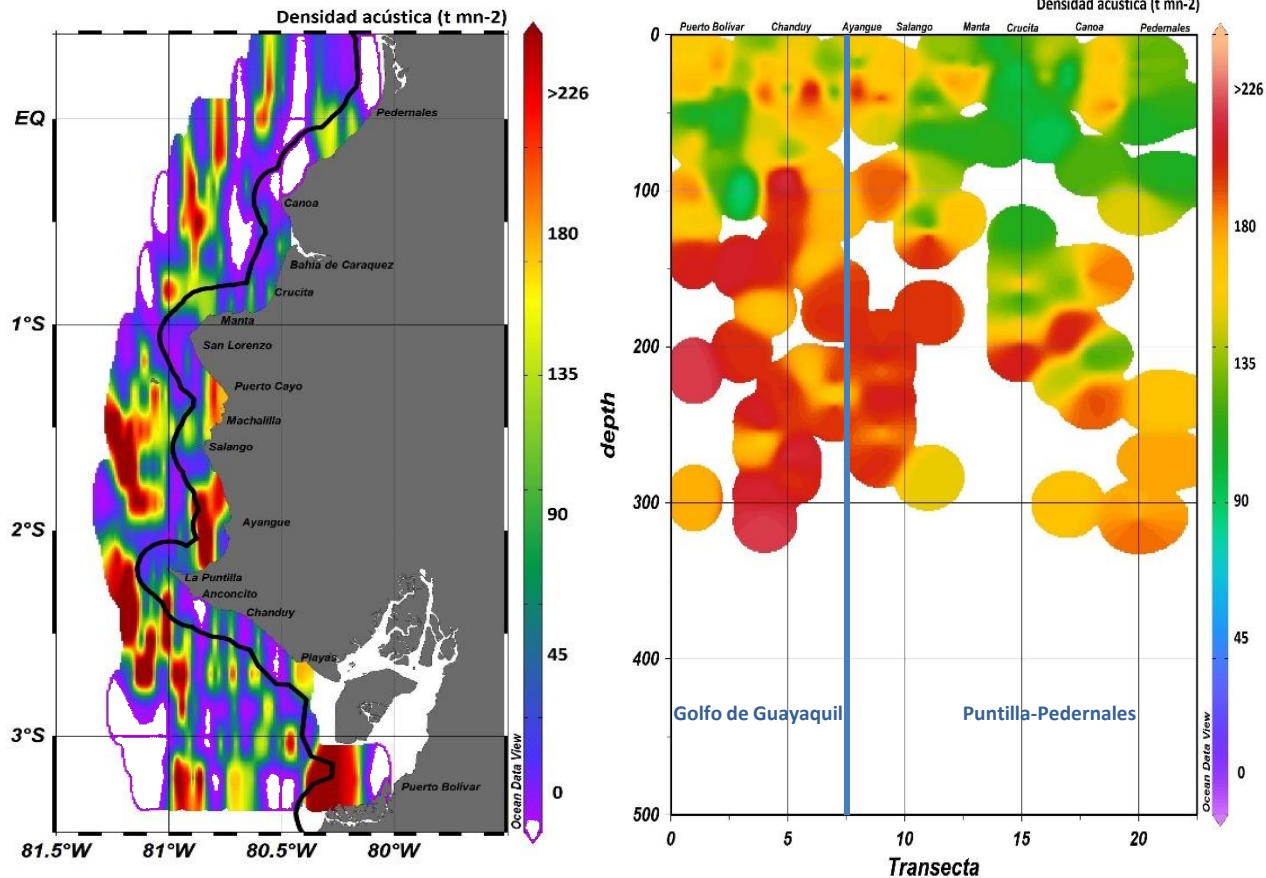 Densidad acústica (t mn-2)
EQ
1°S
2°S
3°S
81.5°W
81°W
80.5°W
80°W
Pedernales
Canoa
Bahía de Caraquez
Crucita
Manta
San Lorenzo
Puerto Cayo
Machalilla
Salango
Ayangue
La Puntilla
Anconcito
Chanduy
Playas
Puerto Bolívar
>226
180
135
90
45
0
Ocean Data View
Densidad acústica (t mn-2)
Puerto Bolívar Chanduy Ayangue Salango Manta Crucita Canoa Pedernales
0
100
200
300
400
500
depth
Golfo de Guayaquil
Puntilla-Pedernales
0 5 10 15 20
Transecta
>226
180
135
90
45
0
Ocean Data View